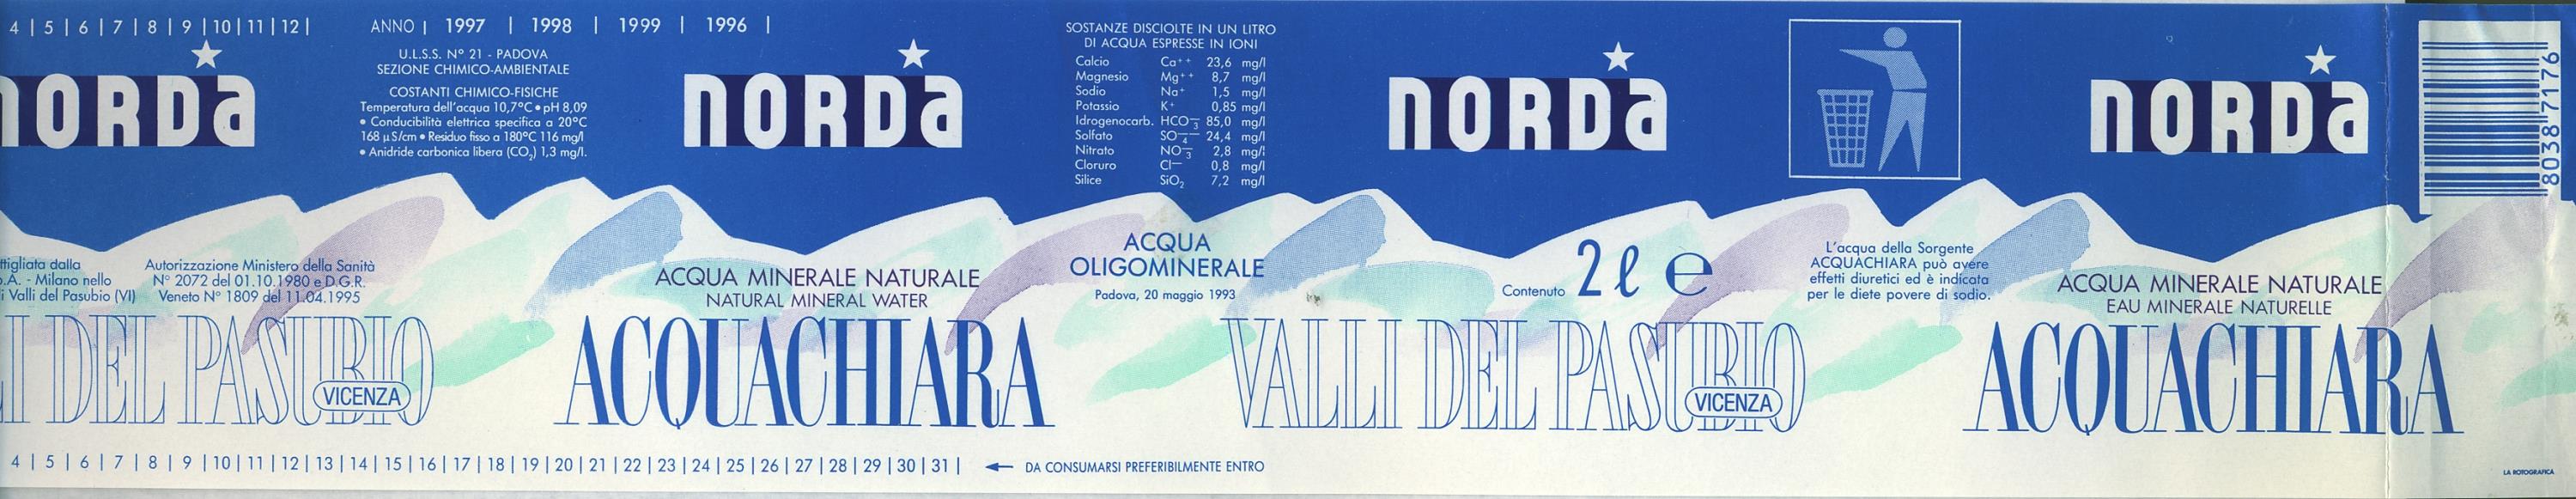 4 | 5 | 6 | 7 | 8 | 9 | 10 | 11 | 12 |
ANNO | 1997 | 1998 | 1999 | 1996 |
NORDa
U.L.S.S. N° 21 - PADOVA
SEZIONE CHIMICO-AMBIENTALE
COSTANTI CHIMICO-FISICHE
Temperatura dell'acqua 10,7°C • pH 8,09
• Conducibilità elettrica specifica a 20°C
168 µS/cm • Residuo fisso a 180°C 116 mg/l
• Anidride carbonica libera (CO₂) 1,3 mg/l.
NORDa
SOSTANZE DISCIOLTE IN UN LITRO
DI ACQUA ESPRESSE IN IONI
Calcio Ca⁺⁺ 23,6 mg/l
Magnesio Mg⁺⁺ 8,7 mg/l
Sodio Na⁺ 1,5 mg/l
Potassio K⁺ 0,85 mg/l
Idrogenocarb. HCO₃⁻ 85,0 mg/l
Solfato SO₄⁻⁻ 24,4 mg/l
Nitrato NO₃⁻ 2,8 mg/l
Cloruro Cl⁻ 0,8 mg/l
Silice SiO₂ 7,2 mg/l
NORDa
NORDa
80387176
ttigliata dalla
.A. - Milano nello
i Valli del Pasubio (VI)
Autorizzazione Ministero della Sanità
N° 2072 del 01.10.1980 e D.G.R.
Veneto N° 1809 del 11.04.1995
I DEL PASUBIO
VICENZA
ACQUA MINERALE NATURALE
NATURAL MINERAL WATER
ACQUACHIARA
ACQUA
OLIGOMINERALE
Padova, 20 maggio 1993
Contenuto 2 l e
VALLI DEL PASUBIO
VICENZA
L'acqua della Sorgente
ACQUACHIARA può avere
effetti diuretici ed è indicata
per le diete povere di sodio.
ACQUA MINERALE NATURALE
EAU MINERALE NATURELLE
ACQUACHIARA
4 | 5 | 6 | 7 | 8 | 9 | 10 | 11 | 12 | 13 | 14 | 15 | 16 | 17 | 18 | 19 | 20 | 21 | 22 | 23 | 24 | 25 | 26 | 27 | 28 | 29 | 30 | 31 | ← DA CONSUMARSI PREFERIBILMENTE ENTRO
LA ROTOGRAFICA